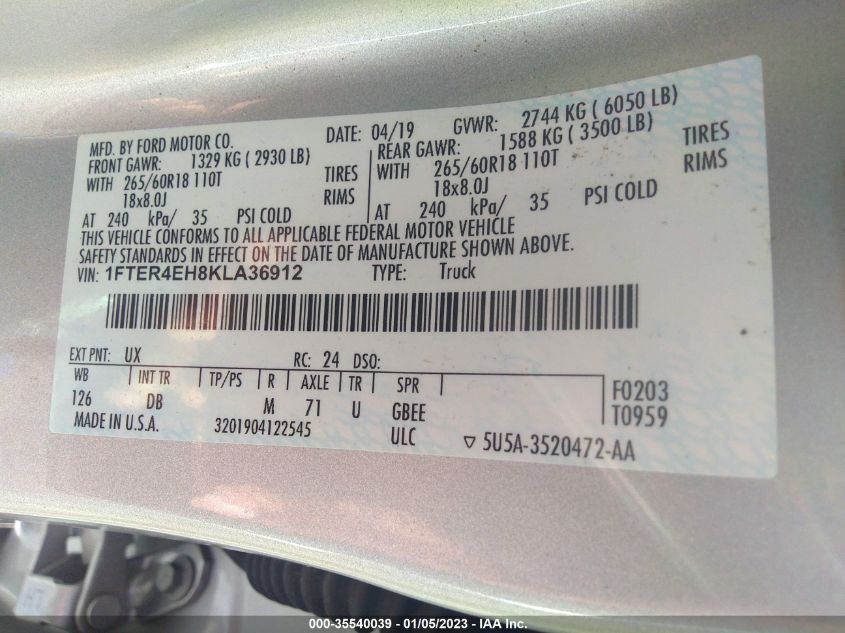 MFD. BY FORD MOTOR CO.
DATE: 04/19 GVWR: 2744 KG ( 6050 LB)
FRONT GAWR: 1329 KG ( 2930 LB)
REAR GAWR: 1588 KG ( 3500 LB)
WITH 265/60R18 110T TIRES
WITH 265/60R18 110T TIRES
18x8.0J RIMS
18x8.0J RIMS
AT 240 kPa/ 35 PSI COLD
AT 240 kPa/ 35 PSI COLD
THIS VEHICLE CONFORMS TO ALL APPLICABLE FEDERAL MOTOR VEHICLE
SAFETY STANDARDS IN EFFECT ON THE DATE OF MANUFACTURE SHOWN ABOVE.
VIN: 1FTER4EH8KLA36912 TYPE: Truck
EXT PNT: UX RC: 24 DSO:
WB INT TR TP/PS R AXLE TR SPR
126 DB M 71 U GBEE
F0203
T0959
MADE IN U.S.A. 3201904122545 ULC
▽ 5U5A-3520472-AA
000-35540039 - 01/05/2023 - IAA Inc.